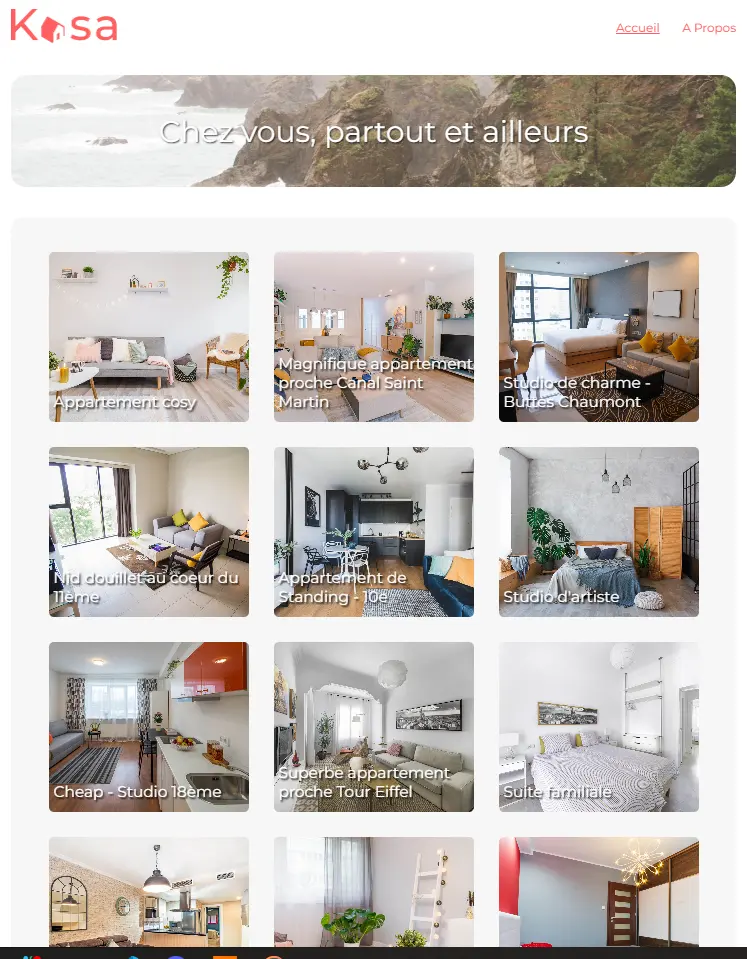 Kasa
Accueil
A Propos
Chez vous, partout et ailleurs
Appartement cosy
Magnifique appartement
proche Canal Saint
Martin
Studio de charme -
Buttes Chaumont
Nid douillet au coeur du
11ème
Appartement de
Standing - 10e
Studio d'artiste
Cheap - Studio 18ème
Superbe appartement
proche Tour Eiffel
Suite familiale